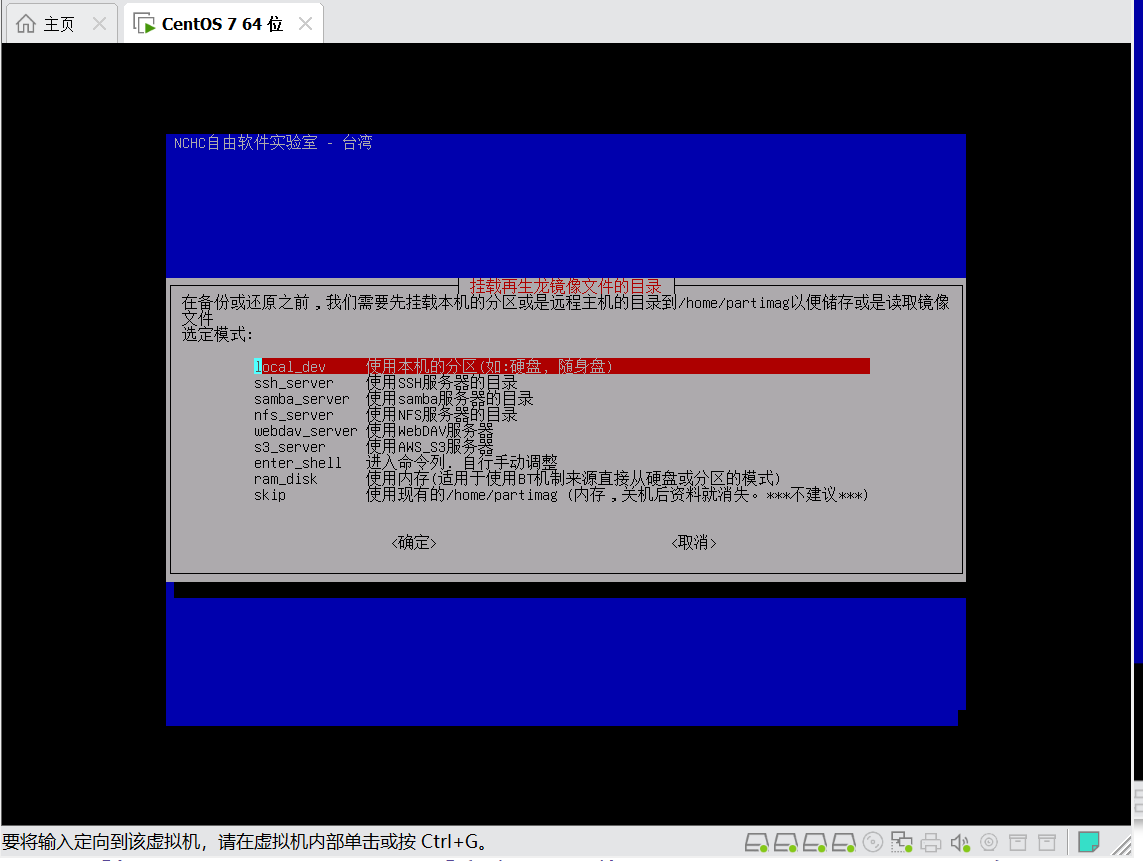 主页
CentOS 7 64 位
NCHC自由软件实验室 - 台湾
挂载再生龙镜像文件的目录
在备份或还原之前，我们需要先挂载本机的分区或是远程主机的目录到/home/partimag以便储存或是读取镜像
文件
选定模式：
local_dev 使用本机的分区(如:硬盘, 随身盘)
ssh_server 使用SSH服务器的目录
samba_server 使用samba服务器的目录
nfs_server 使用NFS服务器的目录
webdav_server 使用WebDAV服务器
s3_server 使用AWS_S3服务器
enter_shell 进入命令列. 自行手动调整
ram_disk 使用内存(适用于使用BT机制来源直接从硬盘或分区的模式)
skip 使用现有的/home/partimag (内存，关机后资料就消失。***不建议***)
<确定> <取消>
要将输入定向到该虚拟机，请在虚拟机内部单击或按 Ctrl+G。